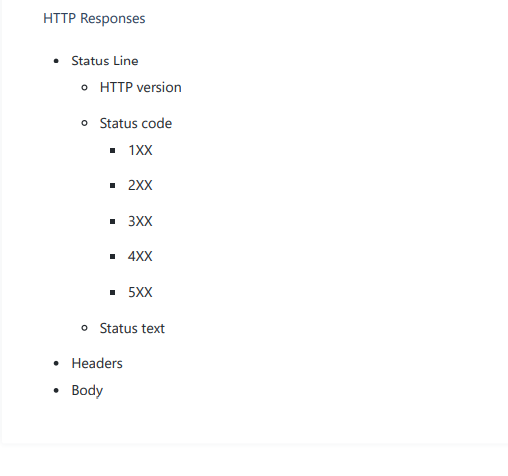 HTTP Responses
Status Line
HTTP version
Status code
1XX
2XX
3XX
4XX
5XX
Status text
Headers
Body